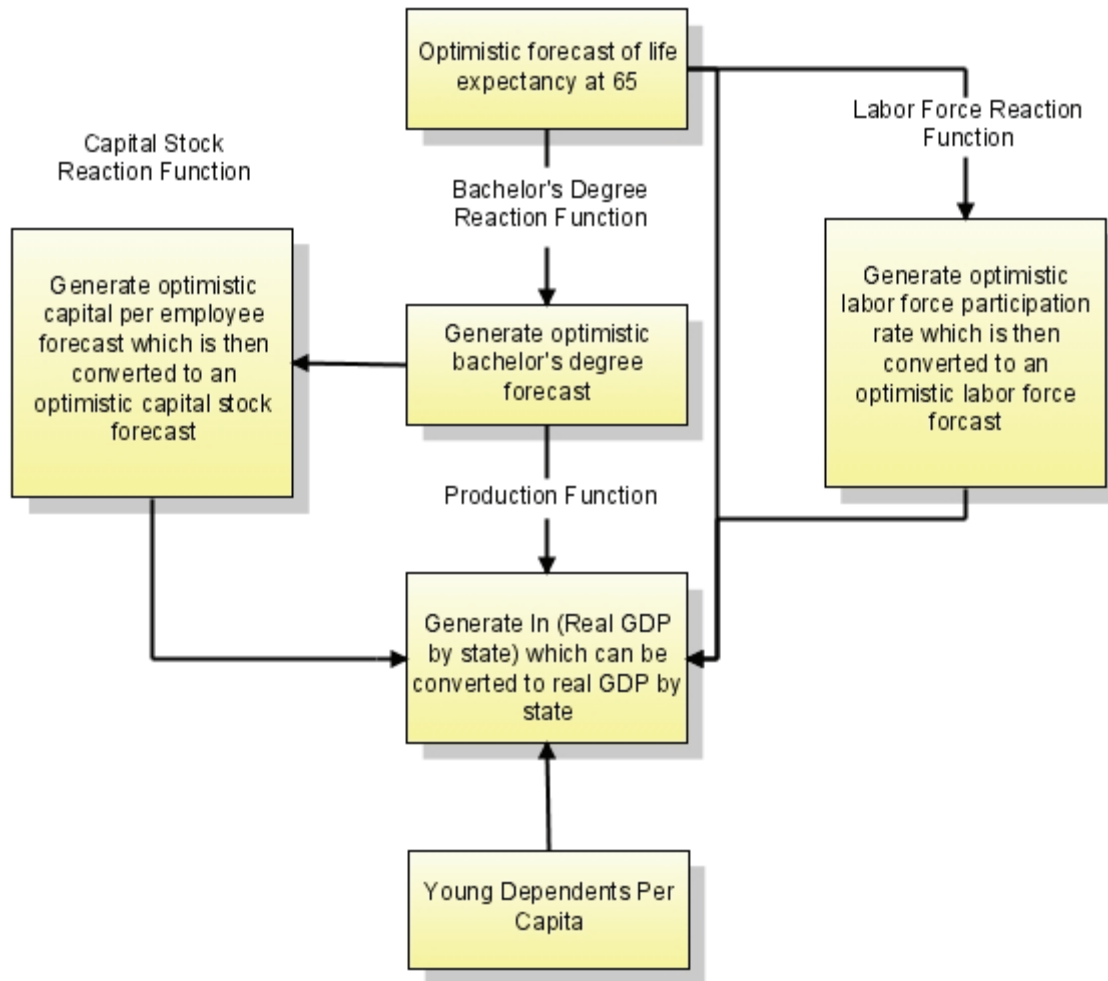 Optimistic forecast of life
expectancy at 65
Labor Force Reaction
Function
Capital Stock
Reaction Function
Bachelor's Degree
Reaction Function
Generate optimistic
capital per employee
forecast which is then
converted to an
optimistic capital stock
forecast
Generate optimistic
bachelor's degree
forecast
Generate optimistic
labor force participation
rate which is then
converted to an
optimistic labor force
forcast
Production Function
Generate ln (Real GDP
by state) which can be
converted to real GDP by
state
Young Dependents Per
Capita